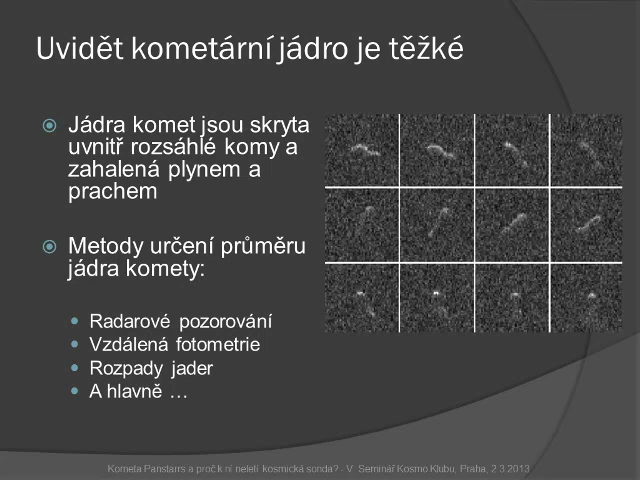 Uvidět kometární jádro je těžké
Jádra komet jsou skryta
uvnitř rozsáhlé komy a
zahalená plynem a
prachem
Metody určení průměru
jádra komety:
Radarové pozorování
Vzdálená fotometrie
Rozpady jader
A hlavně …
Kometa Panstarrs a proč k ní neletí kosmická sonda? - V. Seminář Kosmo Klubu, Praha, 2.3.2013